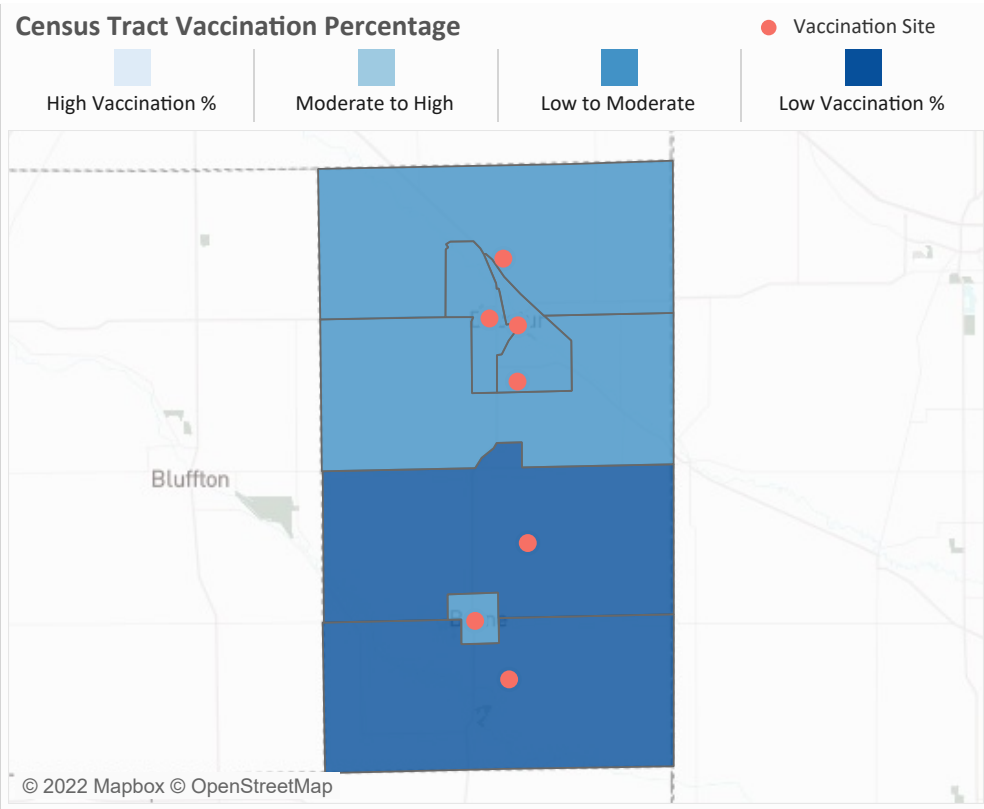 Census Tract Vaccination Percentage
Vaccination Site
High Vaccination %
Moderate to High
Low to Moderate
Low Vaccination %
Bluffton
© 2022 Mapbox © OpenStreetMap